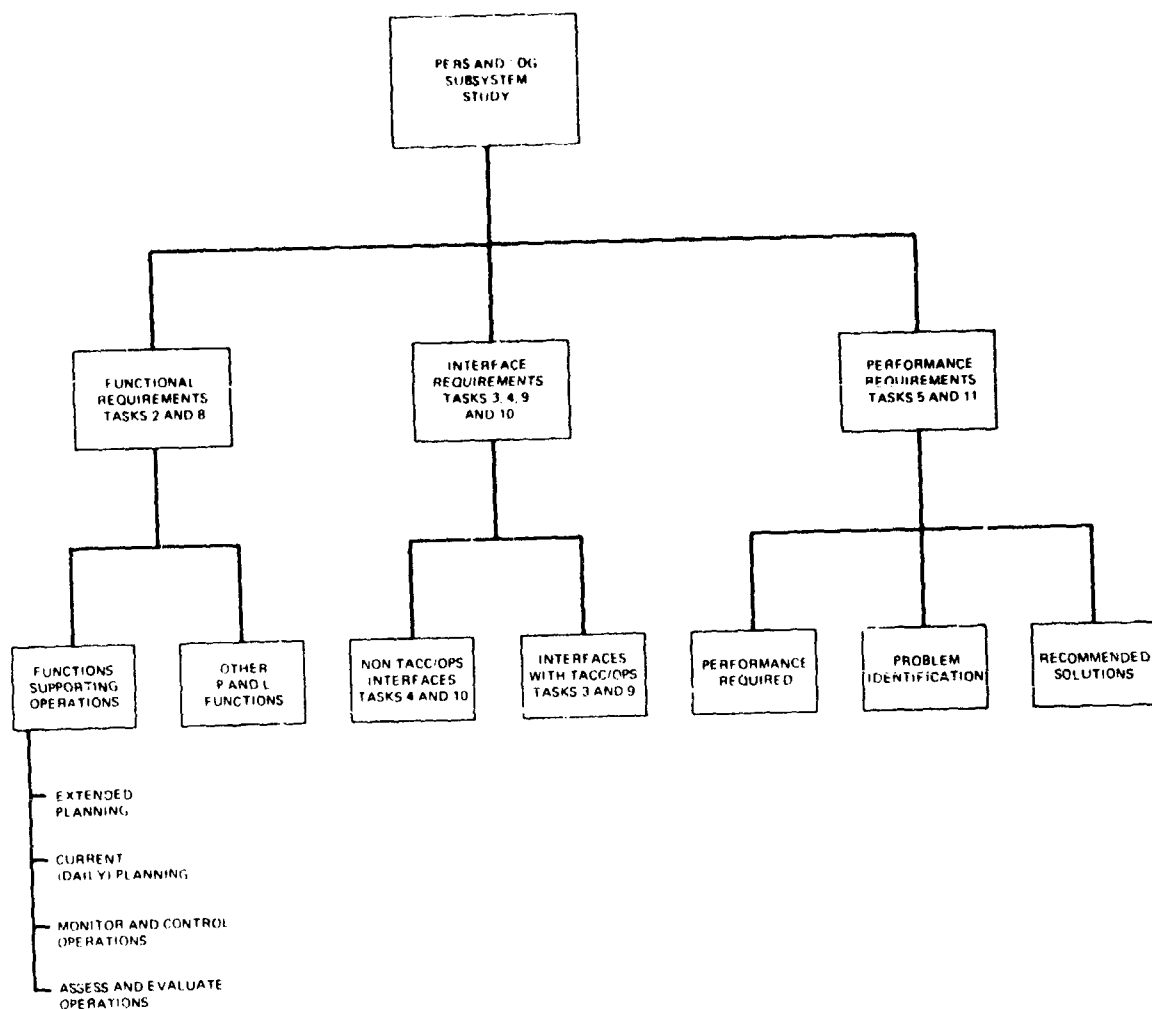 PERS AND LOG
SUBSYSTEM
STUDY
FUNCTIONAL
REQUIREMENTS
TASKS 2 AND 8
INTERFACE
REQUIREMENTS
TASKS 3, 4, 9
AND 10
PERFORMANCE
REQUIREMENTS
TASKS 5 AND 11
FUNCTIONS
SUPPORTING
OPERATIONS
OTHER
P AND L
FUNCTIONS
NON TACC/OPS
INTERFACES
TASKS 4 AND 10
INTERFACES
WITH TACC/OPS
TASKS 3 AND 9
PERFORMANCE
REQUIRED
PROBLEM
IDENTIFICATION
RECOMMENDED
SOLUTIONS
EXTENDED
PLANNING
CURRENT
(DAILY) PLANNING
MONITOR AND CONTROL
OPERATIONS
ASSESS AND EVALUATE
OPERATIONS